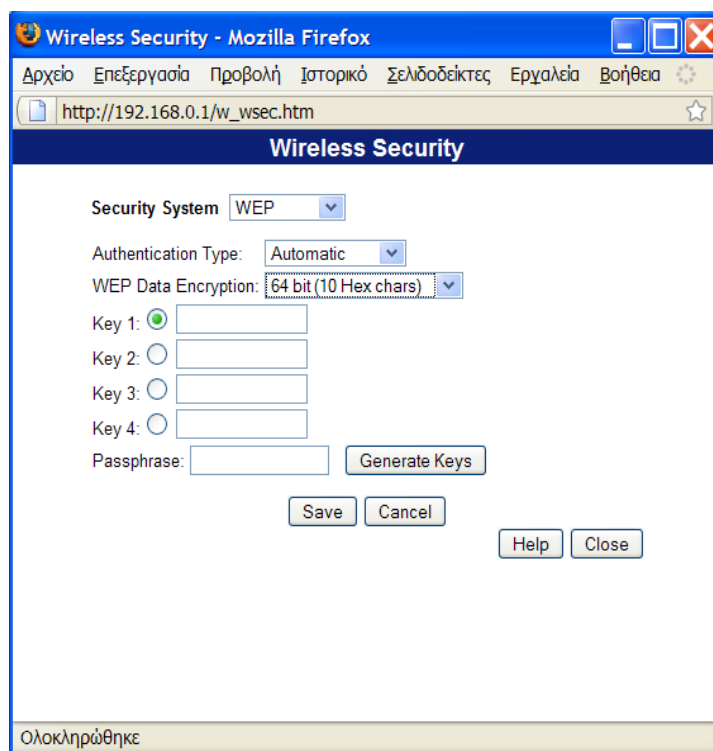 Wireless Security - Mozilla Firefox
Αρχείο Επεξεργασία Προβολή Ιστορικό Σελιδοδείκτες Εργαλεία Βοήθεια
http://192.168.0.1/w_wsec.htm
Wireless Security
Security System WEP
Authentication Type: Automatic
WEP Data Encryption: 64 bit (10 Hex chars)
Key 1:
Key 2:
Key 3:
Key 4:
Passphrase: Generate Keys
Save Cancel
Help Close
Ολοκληρώθηκε